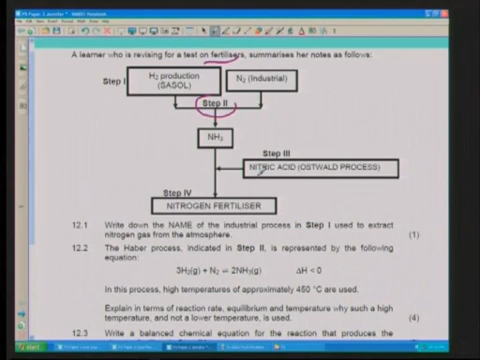 A learner who is revising for a test on fertilisers, summarises her notes as follows:
Step I
H2 production
(SASOL)
N2 (Industrial)
Step II
NH3
Step III
NITRIC ACID (OSTWALD PROCESS)
Step IV
NITROGEN FERTILISER
12.1 Write down the NAME of the industrial process in Step I used to extract
nitrogen gas from the atmosphere. (1)
12.2 The Haber process, indicated in Step II, is represented by the following
equation:
3H2(g) + N2 ⇌ 2NH3(g) ΔH < 0
In this process, high temperatures of approximately 450 °C are used.
Explain in terms of reaction rate, equilibrium and temperature why such a high
temperature, and not a lower temperature, is used. (4)
12.3 Write a balanced chemical equation for the reaction that produces the
start